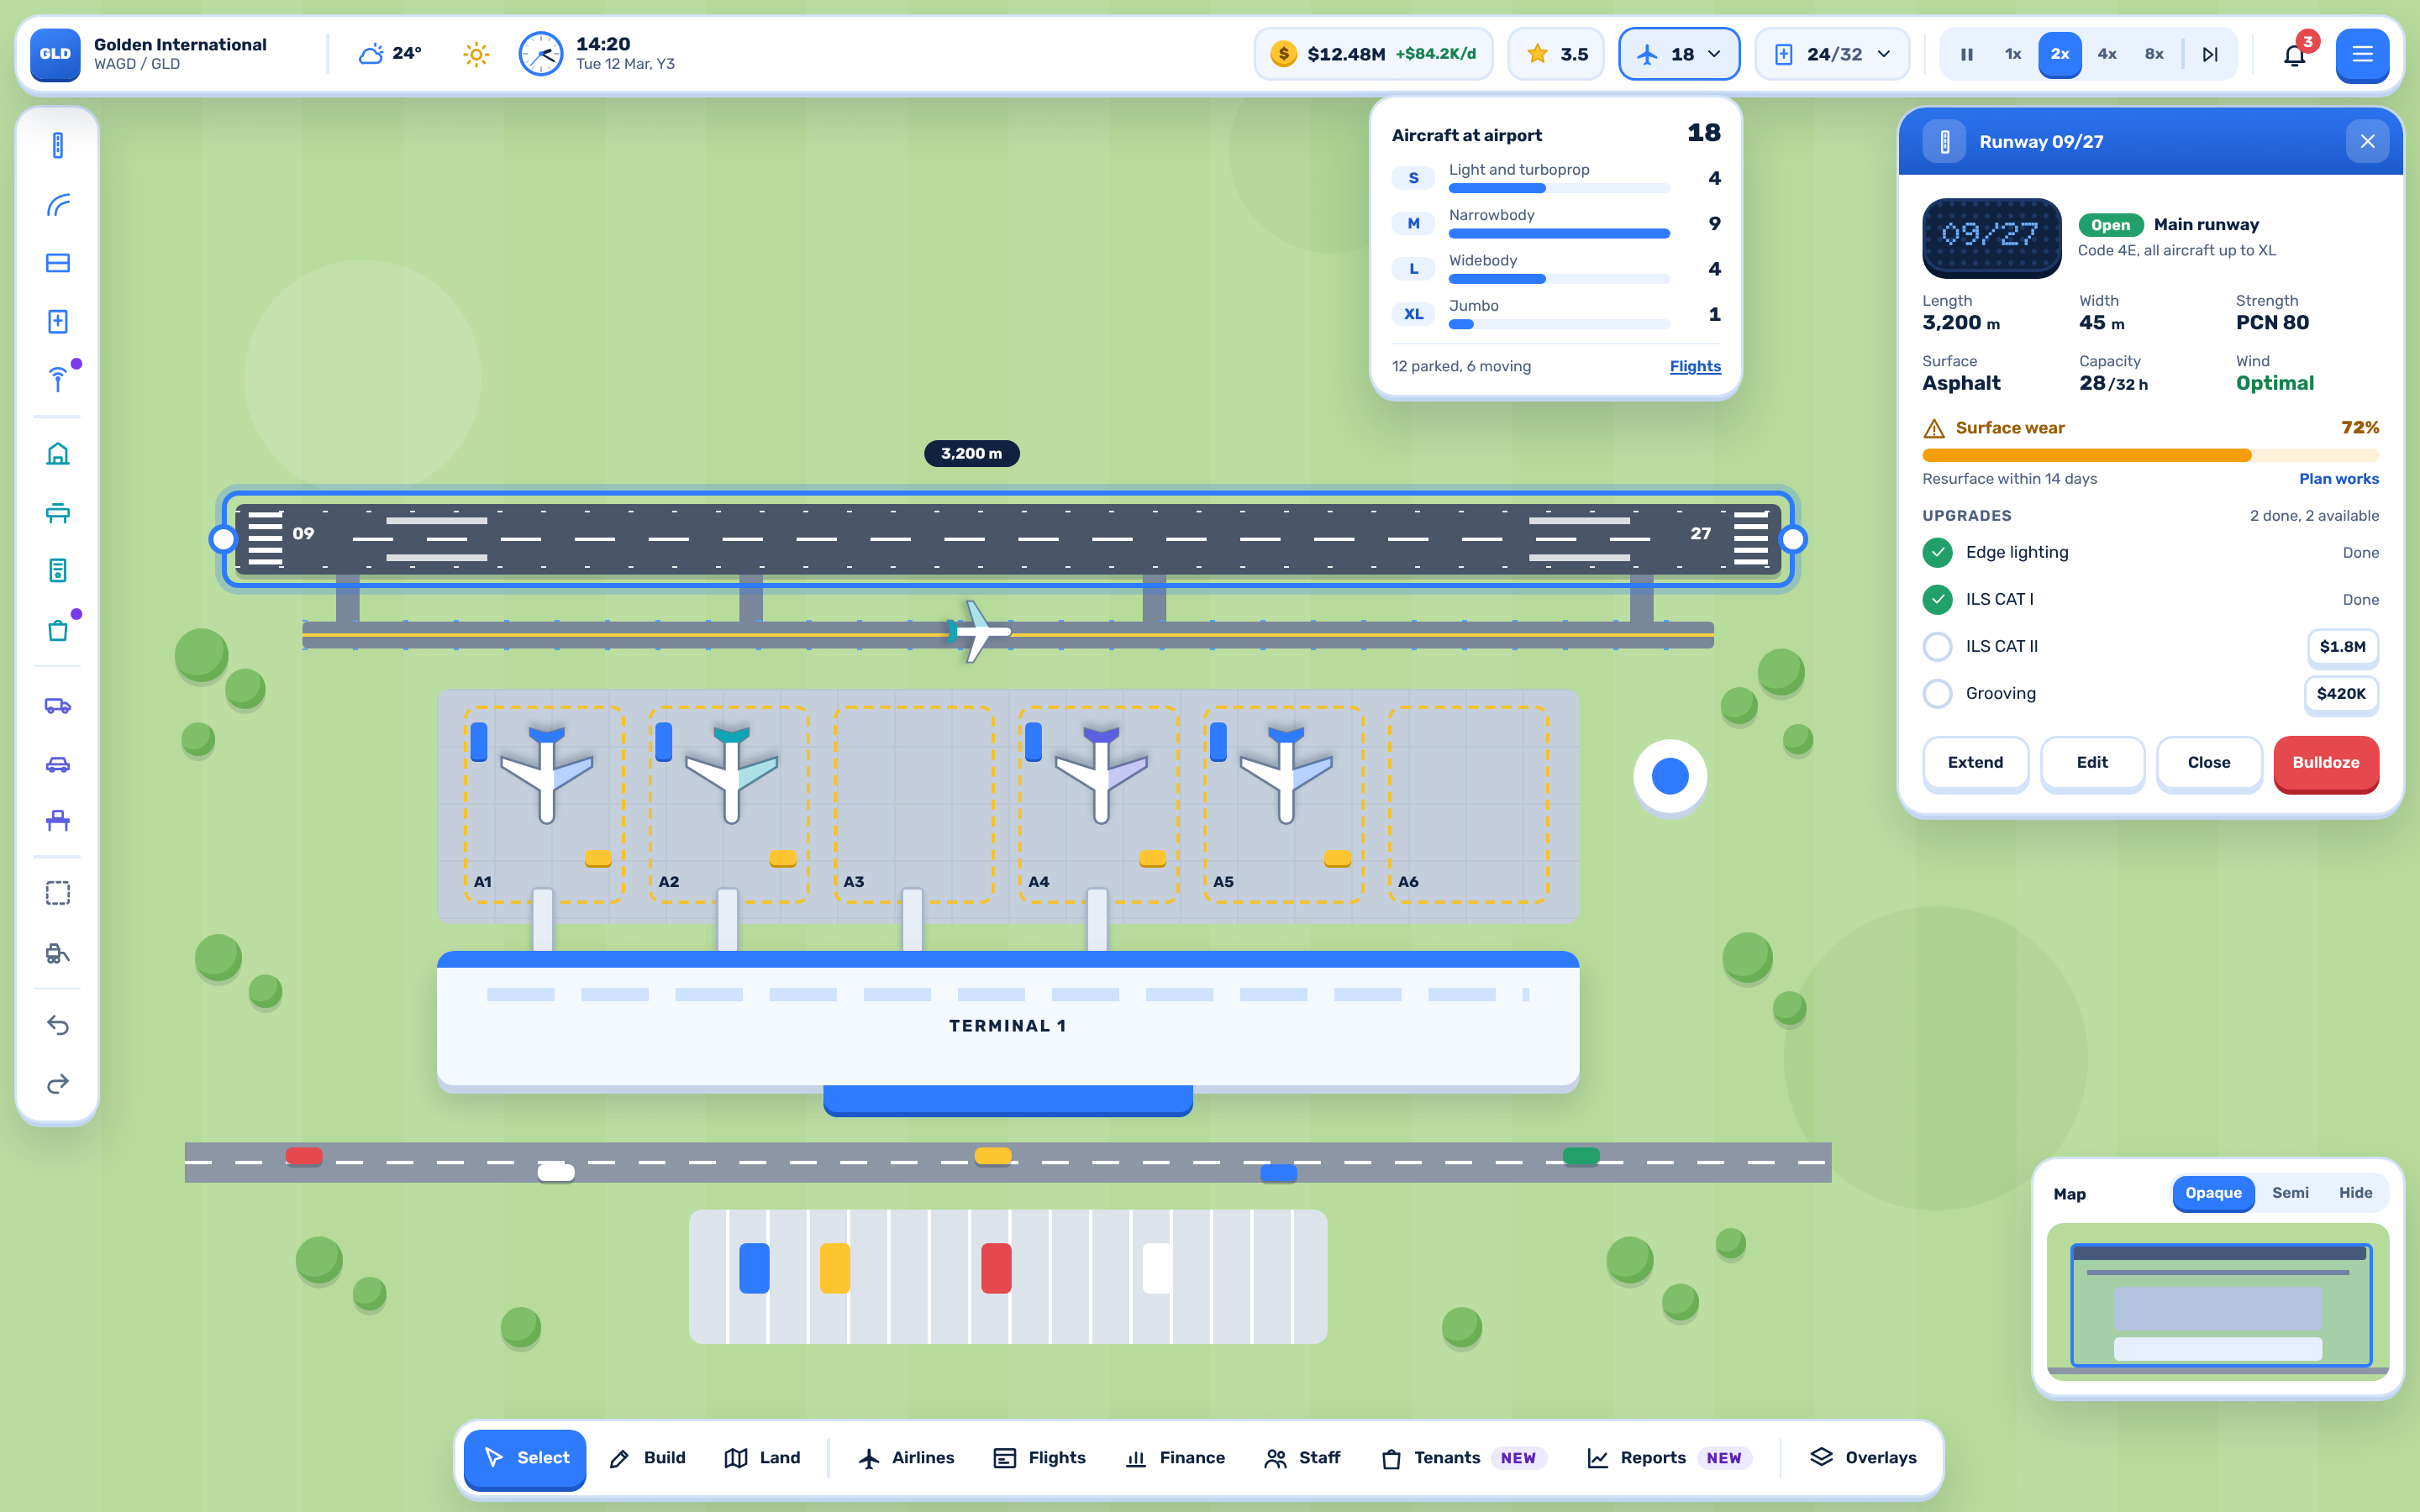 GLD
Golden International
WAGD / GLD
24°
14:20
Tue 12 Mar, Y3
$12.48M +$84.2K/d
3.5
18
24/32
1x 2x 4x 8x
3
Aircraft at airport 18
S Light and turboprop 4
M Narrowbody 9
L Widebody 4
XL Jumbo 1
12 parked, 6 moving Flights
Runway 09/27
09/27
Open Main runway
Code 4E, all aircraft up to XL
Length Width Strength
3,200 m 45 m PCN 80
Surface Capacity Wind
Asphalt 28/32 h Optimal
Surface wear 72%
Resurface within 14 days Plan works
UPGRADES 2 done, 2 available
Edge lighting Done
ILS CAT I Done
ILS CAT II $1.8M
Grooving $420K
Extend Edit Close Bulldoze
3,200 m
09 27
A1 A2 A3 A4 A5 A6
TERMINAL 1
Map Opaque Semi Hide
Select Build Land Airlines Flights Finance Staff Tenants NEW Reports NEW Overlays